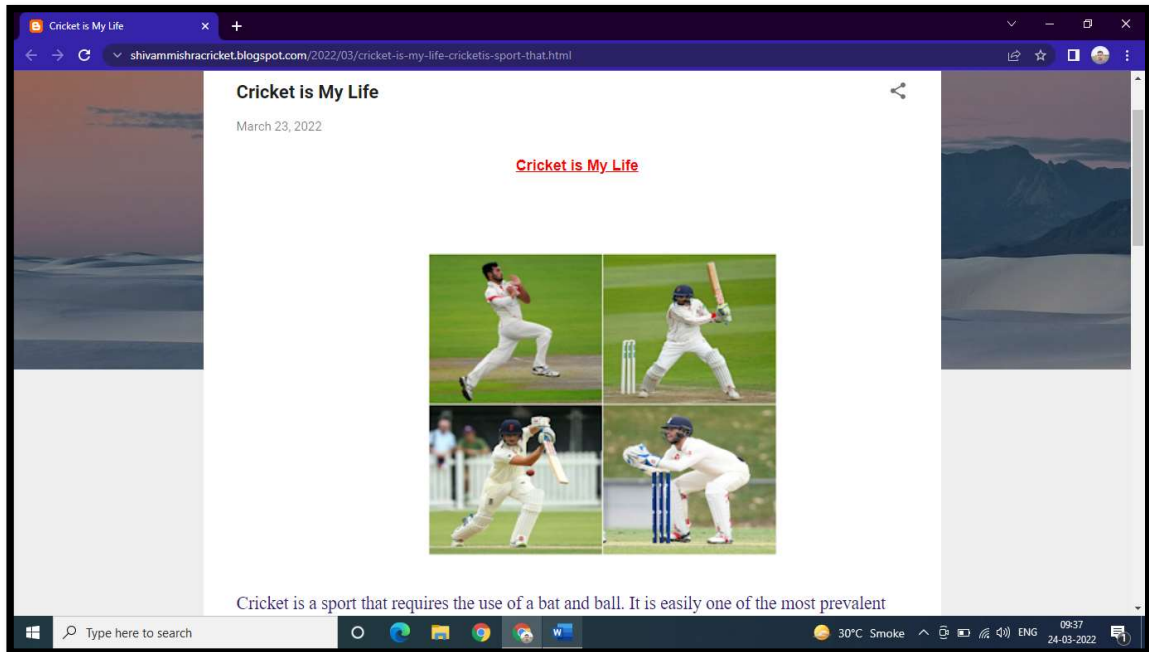 Cricket is My Life
shivammishracricket.blogspot.com/2022/03/cricket-is-my-life-cricketis-sport-that.html
Cricket is My Life
March 23, 2022
Cricket is My Life
Cricket is a sport that requires the use of a bat and ball. It is easily one of the most prevalent
Type here to search
30°C Smoke
ENG
09:37
24-03-2022